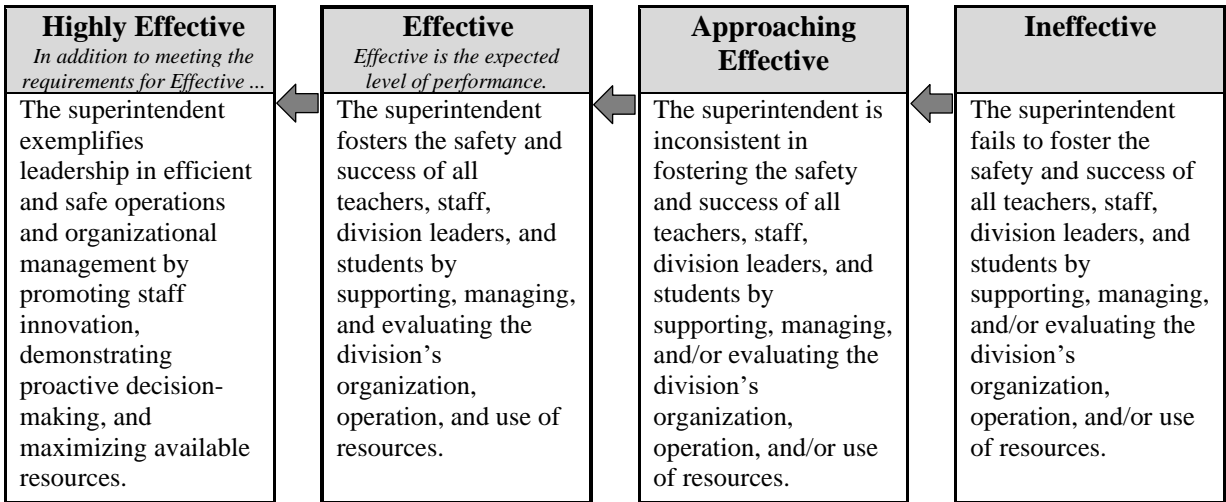 Highly Effective
In addition to meeting the
requirements for Effective ...
The superintendent
exemplifies
leadership in efficient
and safe operations
and organizational
management by
promoting staff
innovation,
demonstrating
proactive decision-
making, and
maximizing available
resources.
Effective
Effective is the expected
level of performance.
The superintendent
fosters the safety and
success of all
teachers, staff,
division leaders, and
students by
supporting, managing,
and evaluating the
division’s
organization,
operation, and use of
resources.
Approaching
Effective
The superintendent is
inconsistent in
fostering the safety
and success of all
teachers, staff,
division leaders, and
students by
supporting, managing,
and/or evaluating the
division’s
organization,
operation, and/or use
of resources.
Ineffective
The superintendent
fails to foster the
safety and success of
all teachers, staff,
division leaders, and
students by
supporting, managing,
and/or evaluating the
division’s
organization,
operation, and/or use
of resources.